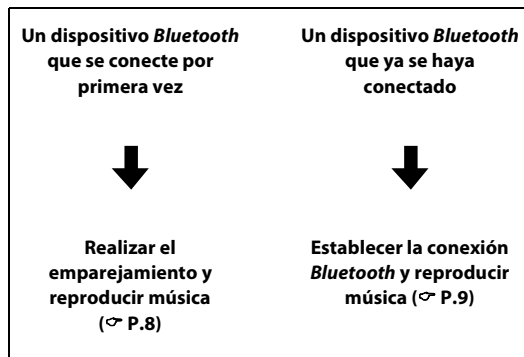 Un dispositivo Bluetooth
que se conecte por
primera vez
Un dispositivo Bluetooth
que ya se haya
conectado
Realizar el
emparejamiento y
reproducir música
(☞ P.8)
Establecer la conexión
Bluetooth y reproducir
música (☞ P.9)